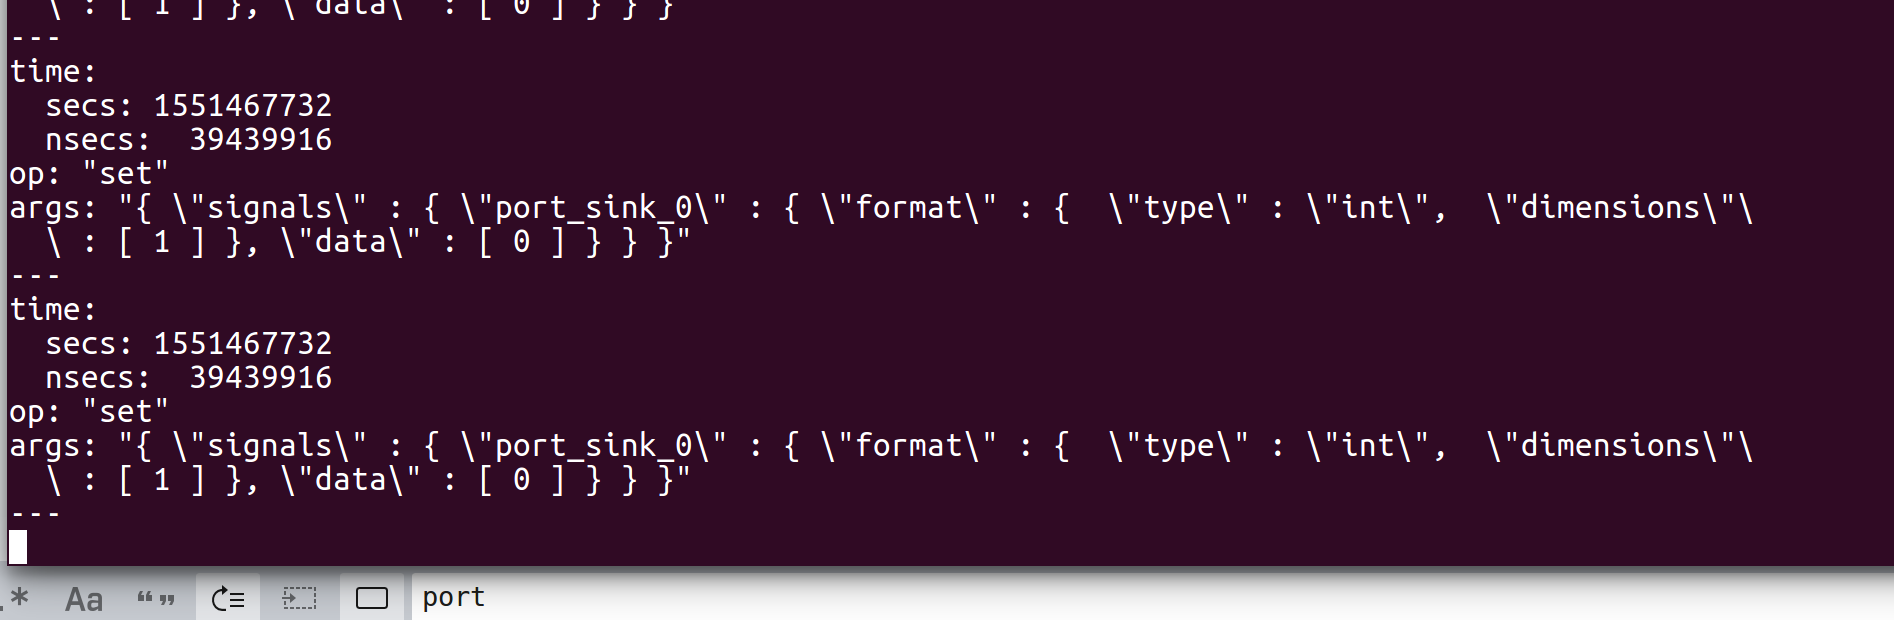 \ : [ 1 ] }, \"data\" : [ 0 ] } } }
---
time:
  secs: 1551467732
  nsecs:  39439916
op: "set"
args: "{ \"signals\" : { \"port_sink_0\" : { \"format\" : {  \"type\" : \"int\",  \"dimensions\"\
  \ : [ 1 ] }, \"data\" : [ 0 ] } } }"
---
time:
  secs: 1551467732
  nsecs:  39439916
op: "set"
args: "{ \"signals\" : { \"port_sink_0\" : { \"format\" : {  \"type\" : \"int\",  \"dimensions\"\
  \ : [ 1 ] }, \"data\" : [ 0 ] } } }"
---
.* Aa “” port